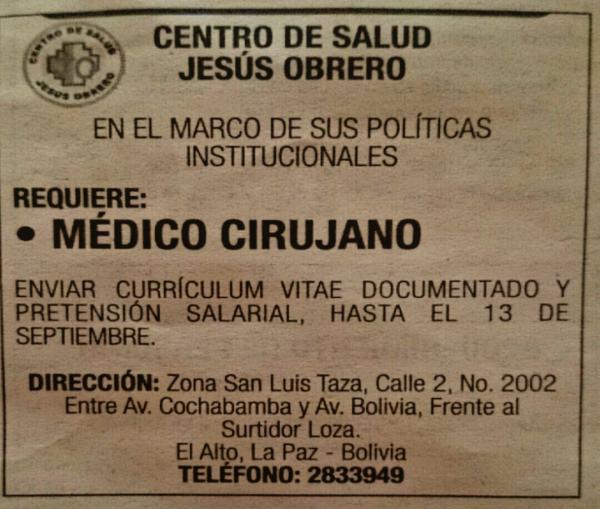 CENTRO DE SALUD
JESUS OBRERO
CENTRO DE SALUD
JESÚS OBRERO
EN EL MARCO DE SUS POLÍTICAS
INSTITUCIONALES
REQUIERE:
• MÉDICO CIRUJANO
ENVIAR CURRÍCULUM VITAE DOCUMENTADO Y
PRETENSIÓN SALARIAL, HASTA EL 13 DE
SEPTIEMBRE.
DIRECCIÓN: Zona San Luis Taza, Calle 2, No. 2002
Entre Av. Cochabamba y Av. Bolivia, Frente al
Surtidor Loza.
El Alto, La Paz - Bolivia
TELÉFONO: 2833949